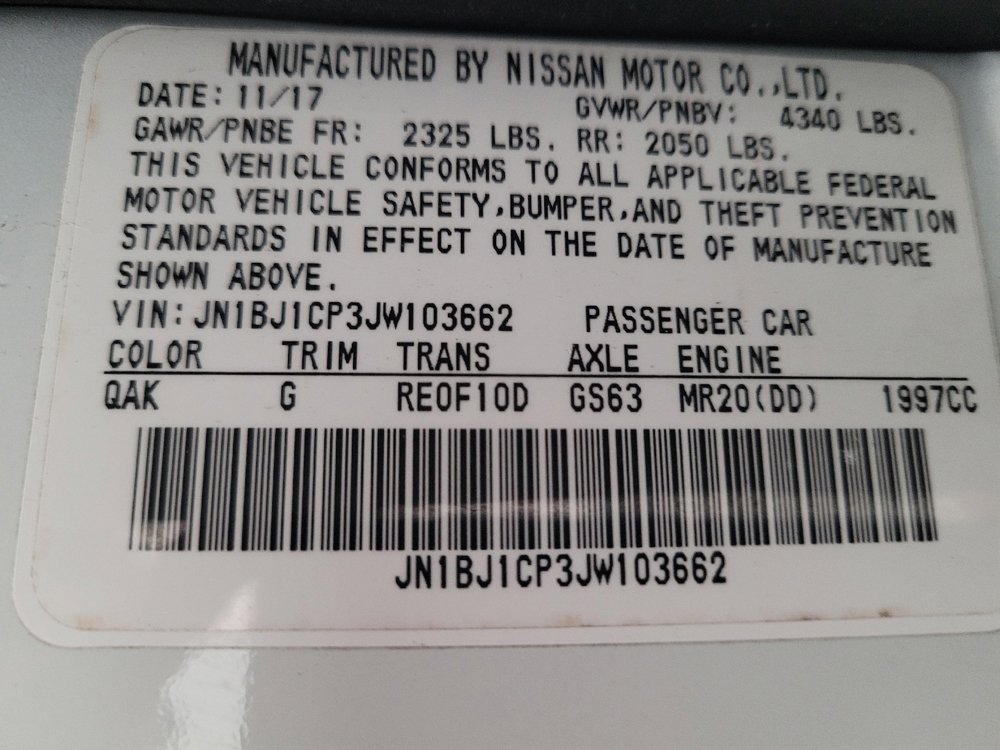 MANUFACTURED BY NISSAN MOTOR CO.,LTD.
DATE: 11/17 GVWR/PNBV: 4340 LBS.
GAWR/PNBE FR: 2325 LBS. RR: 2050 LBS.
THIS VEHICLE CONFORMS TO ALL APPLICABLE FEDERAL
MOTOR VEHICLE SAFETY,BUMPER,AND THEFT PREVENTION
STANDARDS IN EFFECT ON THE DATE OF MANUFACTURE
SHOWN ABOVE.
VIN:JN1BJ1CP3JW103662 PASSENGER CAR
COLOR TRIM TRANS AXLE ENGINE
QAK G RE0F10D GS63 MR20(DD) 1997CC
JN1BJ1CP3JW103662